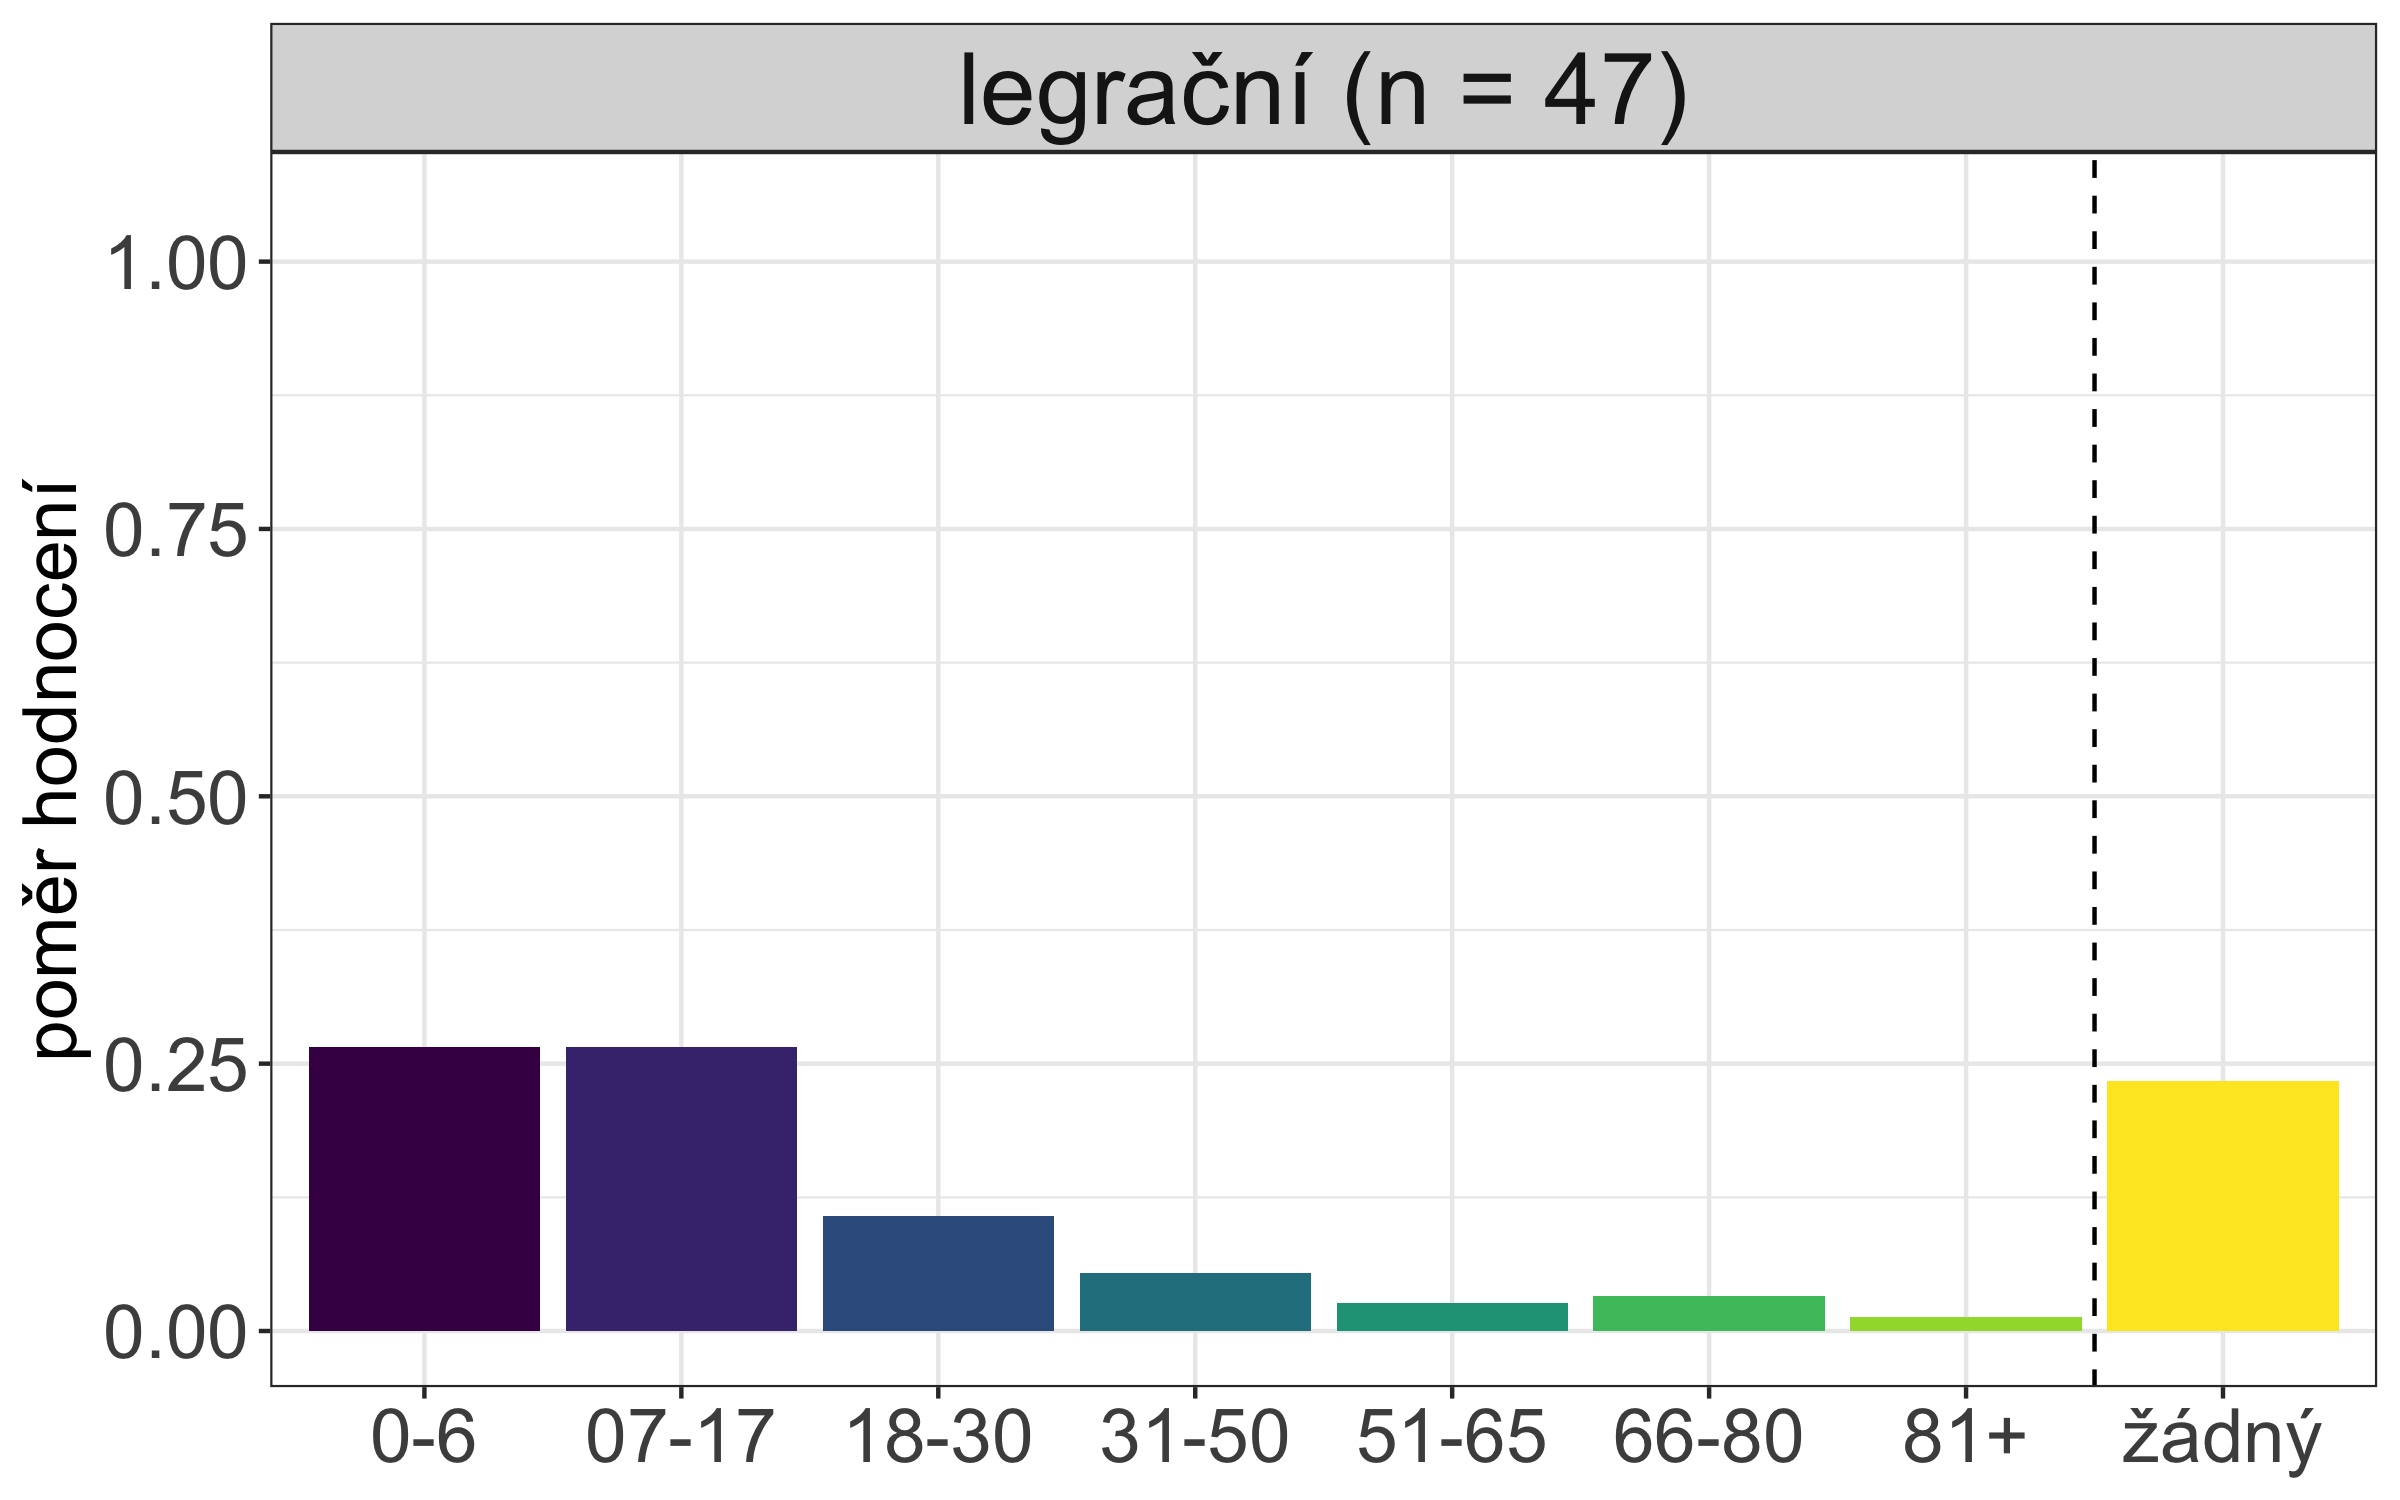 legrační (n = 47)
poměr hodnocení
1.00
0.75
0.50
0.25
0.00
0-6 07-17 18-30 31-50 51-65 66-80 81+ žádný